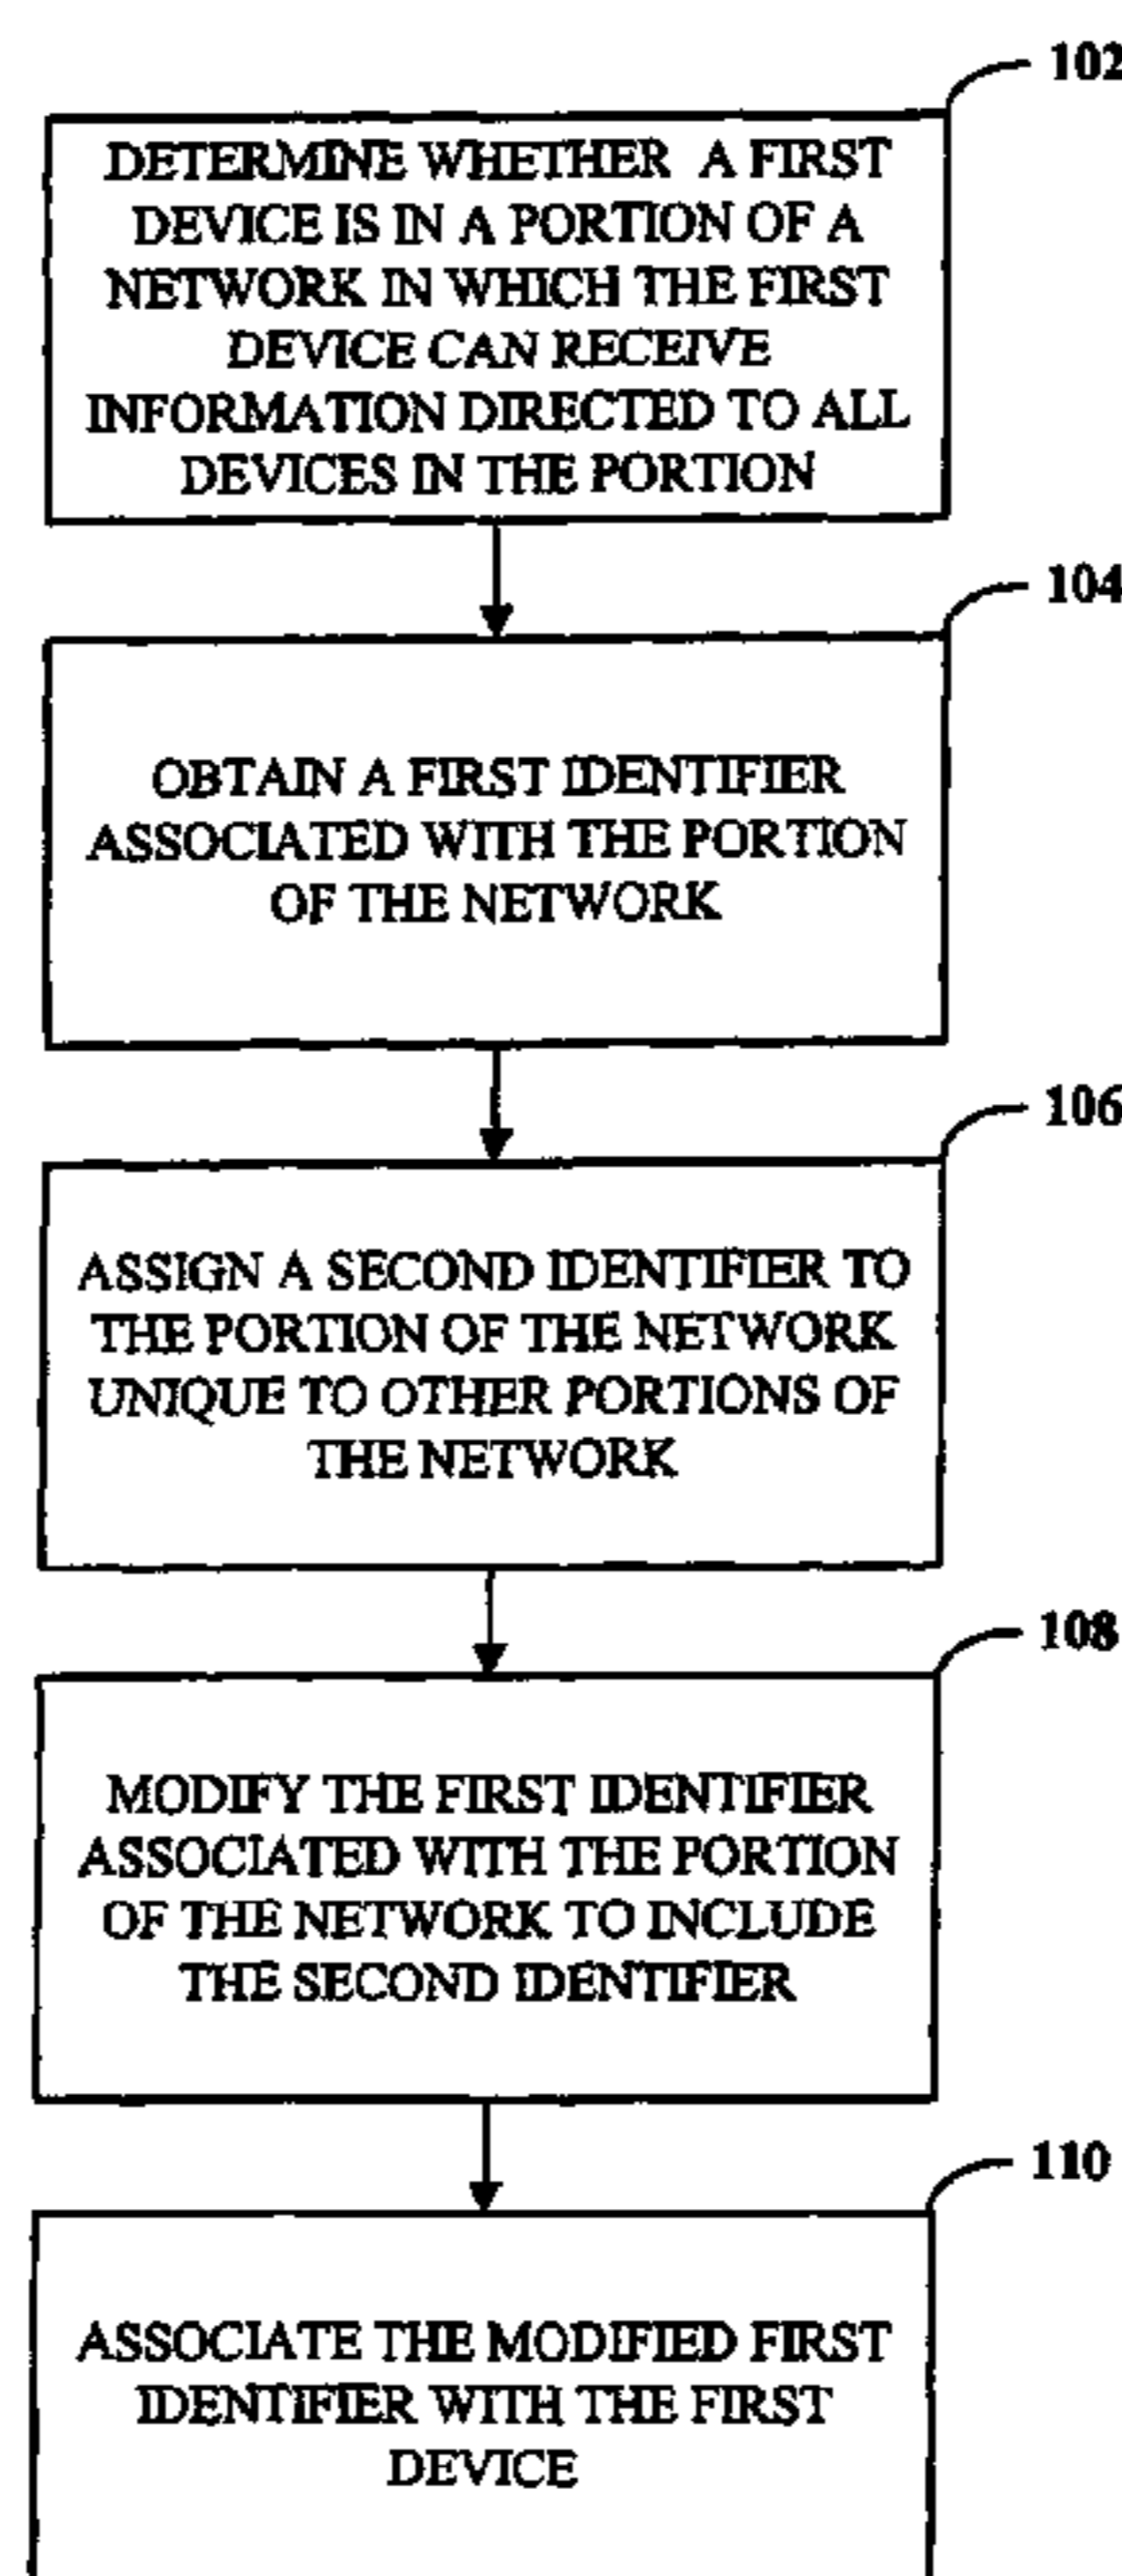 102
DETERMINE WHETHER A FIRST
DEVICE IS IN A PORTION OF A
NETWORK IN WHICH THE FIRST
DEVICE CAN RECEIVE
INFORMATION DIRECTED TO ALL
DEVICES IN THE PORTION
104
OBTAIN A FIRST IDENTIFIER
ASSOCIATED WITH THE PORTION
OF THE NETWORK
106
ASSIGN A SECOND IDENTIFIER TO
THE PORTION OF THE NETWORK
UNIQUE TO OTHER PORTIONS OF
THE NETWORK
108
MODIFY THE FIRST IDENTIFIER
ASSOCIATED WITH THE PORTION
OF THE NETWORK TO INCLUDE
THE SECOND IDENTIFIER
110
ASSOCIATE THE MODIFIED FIRST
IDENTIFIER WITH THE FIRST
DEVICE